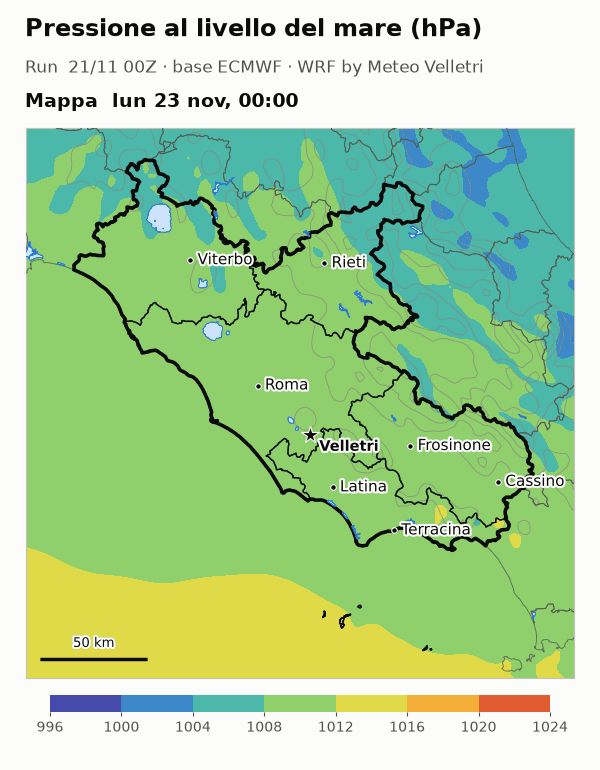 Pressione al livello del mare (hPa)
Run  21/11 00Z · base ECMWF · WRF by Meteo Velletri
Mappa  lun 23 nov, 00:00
Viterbo
Rieti
Roma
Velletri
Frosinone
Latina
Cassino
Terracina
50 km
996 1000 1004 1008 1012 1016 1020 1024